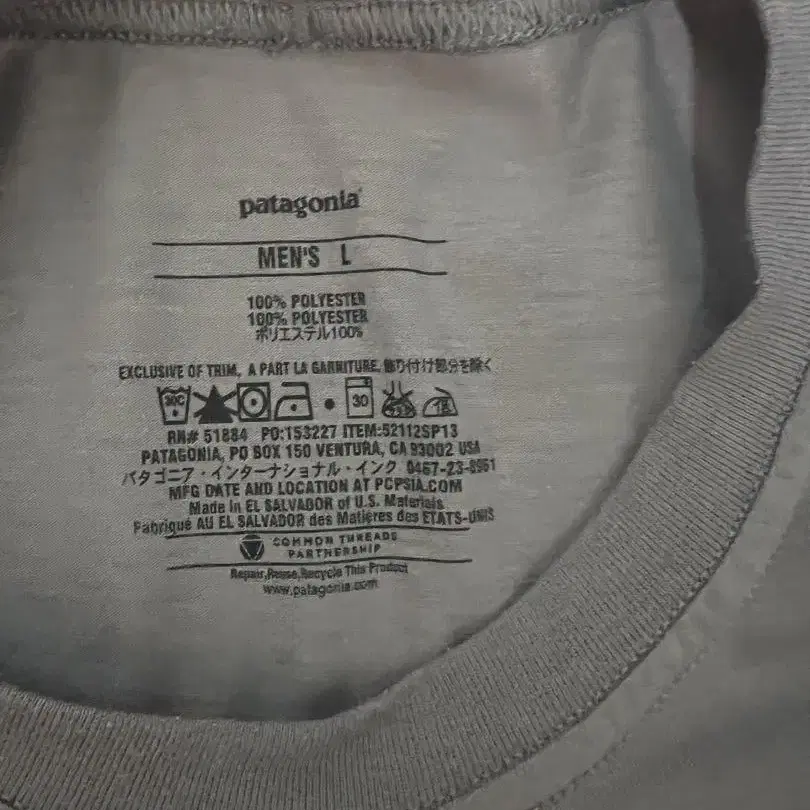 patagonia
MEN'S L
100% POLYESTER
100% POLYESTER
ポリエステル100%
EXCLUSIVE OF TRIM, A PART LA GARNITURE, 飾り付け部分を除く
30C 30 低
RN# 51884 PO:153227 ITEM:52112SP13
PATAGONIA, PO BOX 150 VENTURA, CA 93002 USA
パタゴニア・インターナショナル・インク 0467-23-8961
MFG DATE AND LOCATION AT PCPSIA.COM
Made in EL SALVADOR of U.S. Materials
Fabriqué AU EL SALVADOR des Matières des ÉTATS-UNIS
COMMON THREADS
PARTNERSHIP
Repair,Reuse,Recycle This Product
www.patagonia.com